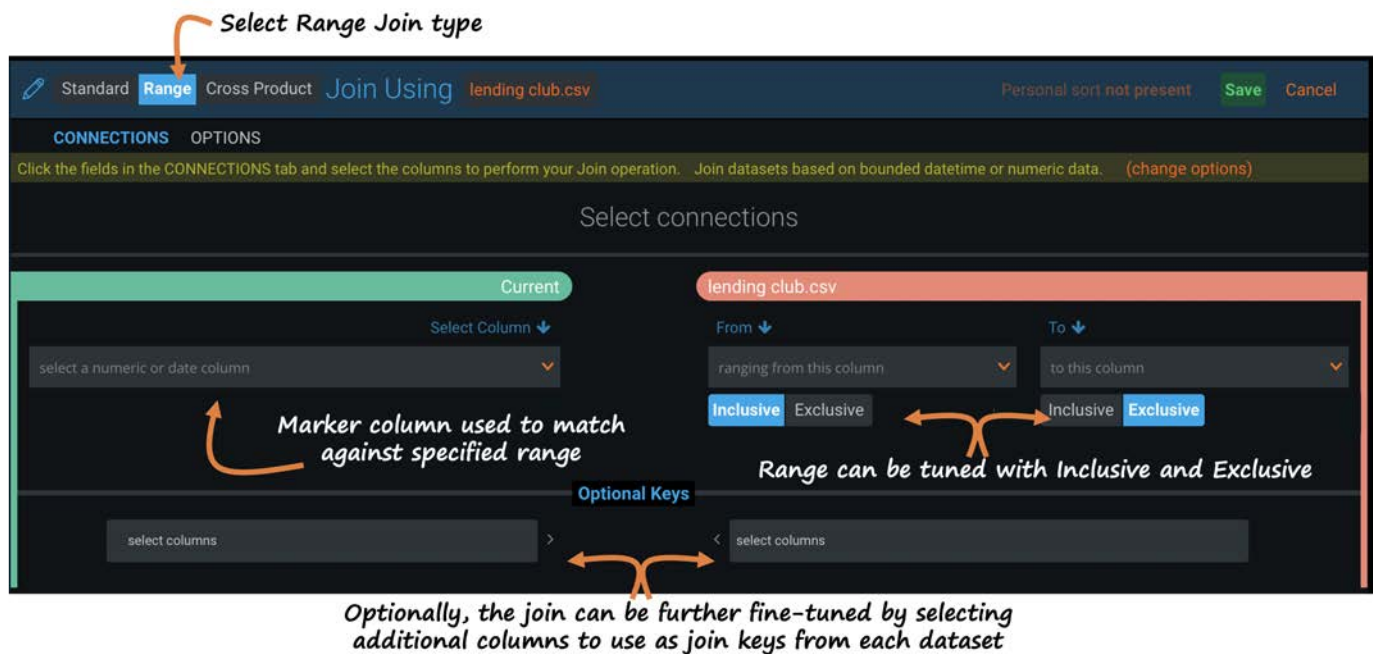 Select Range Join type
Standard Range Cross Product Join Using lending club.csv Personal sort not present Save Cancel
CONNECTIONS OPTIONS
Click the fields in the CONNECTIONS tab and select the columns to perform your Join operation. Join datasets based on bounded datetime or numeric data. (change options)
Select connections
Current lending club.csv
Select Column From To
select a numeric or date column ranging from this column to this column
Inclusive Exclusive Inclusive Exclusive
Marker column used to match
against specified range
Range can be tuned with Inclusive and Exclusive
Optional Keys
select columns > < select columns
Optionally, the join can be further fine-tuned by selecting
additional columns to use as join keys from each dataset